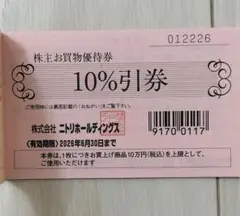 012226
株主お買物優待券
10%引券
ご使用時には裏面記載の「おねがい」をご覧下さい。
株式会社 ニトリホールディングス
〈有効期限〉2026年6月30日まで
9170 0117
本券は、1枚につきお買上げ商品10万円(税込)を上限として、
ご使用いただけます